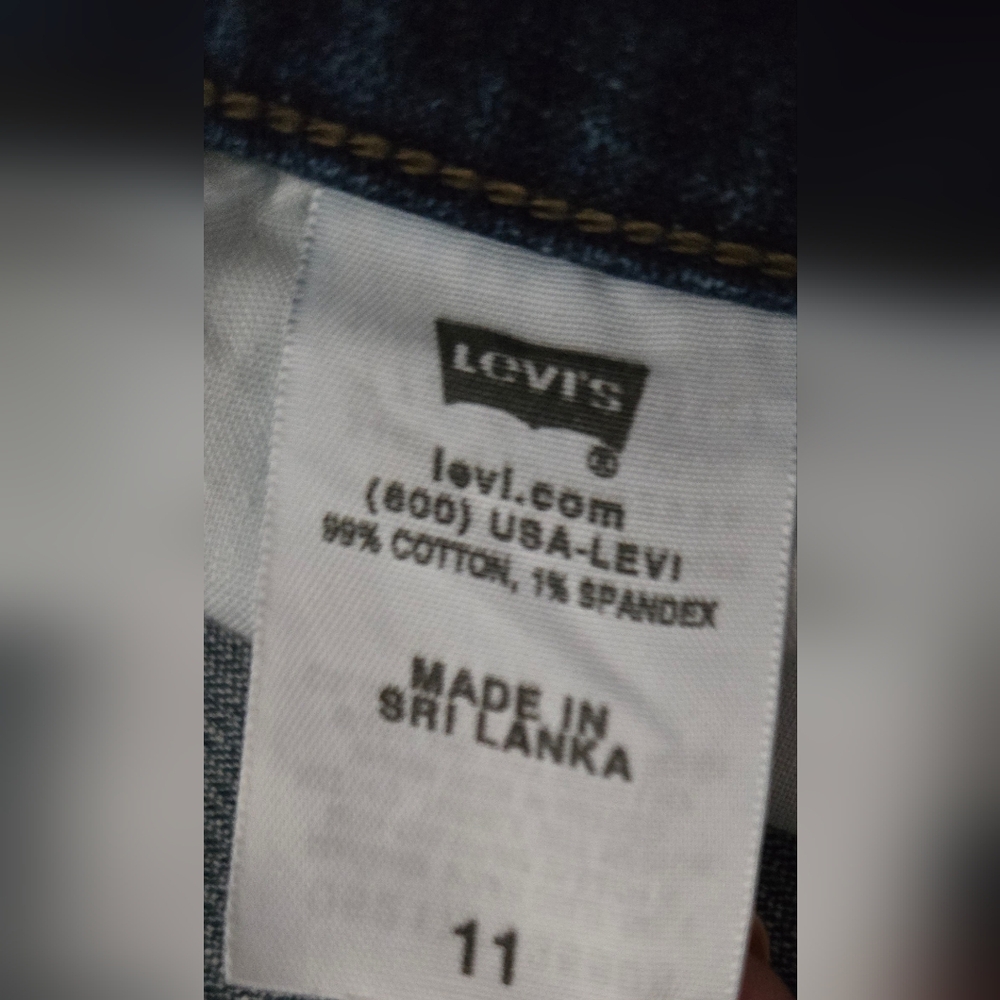 Levi's
®
levi.com
(800) USA-LEVI
99% COTTON, 1% SPANDEX
MADE IN
SRI LANKA
11